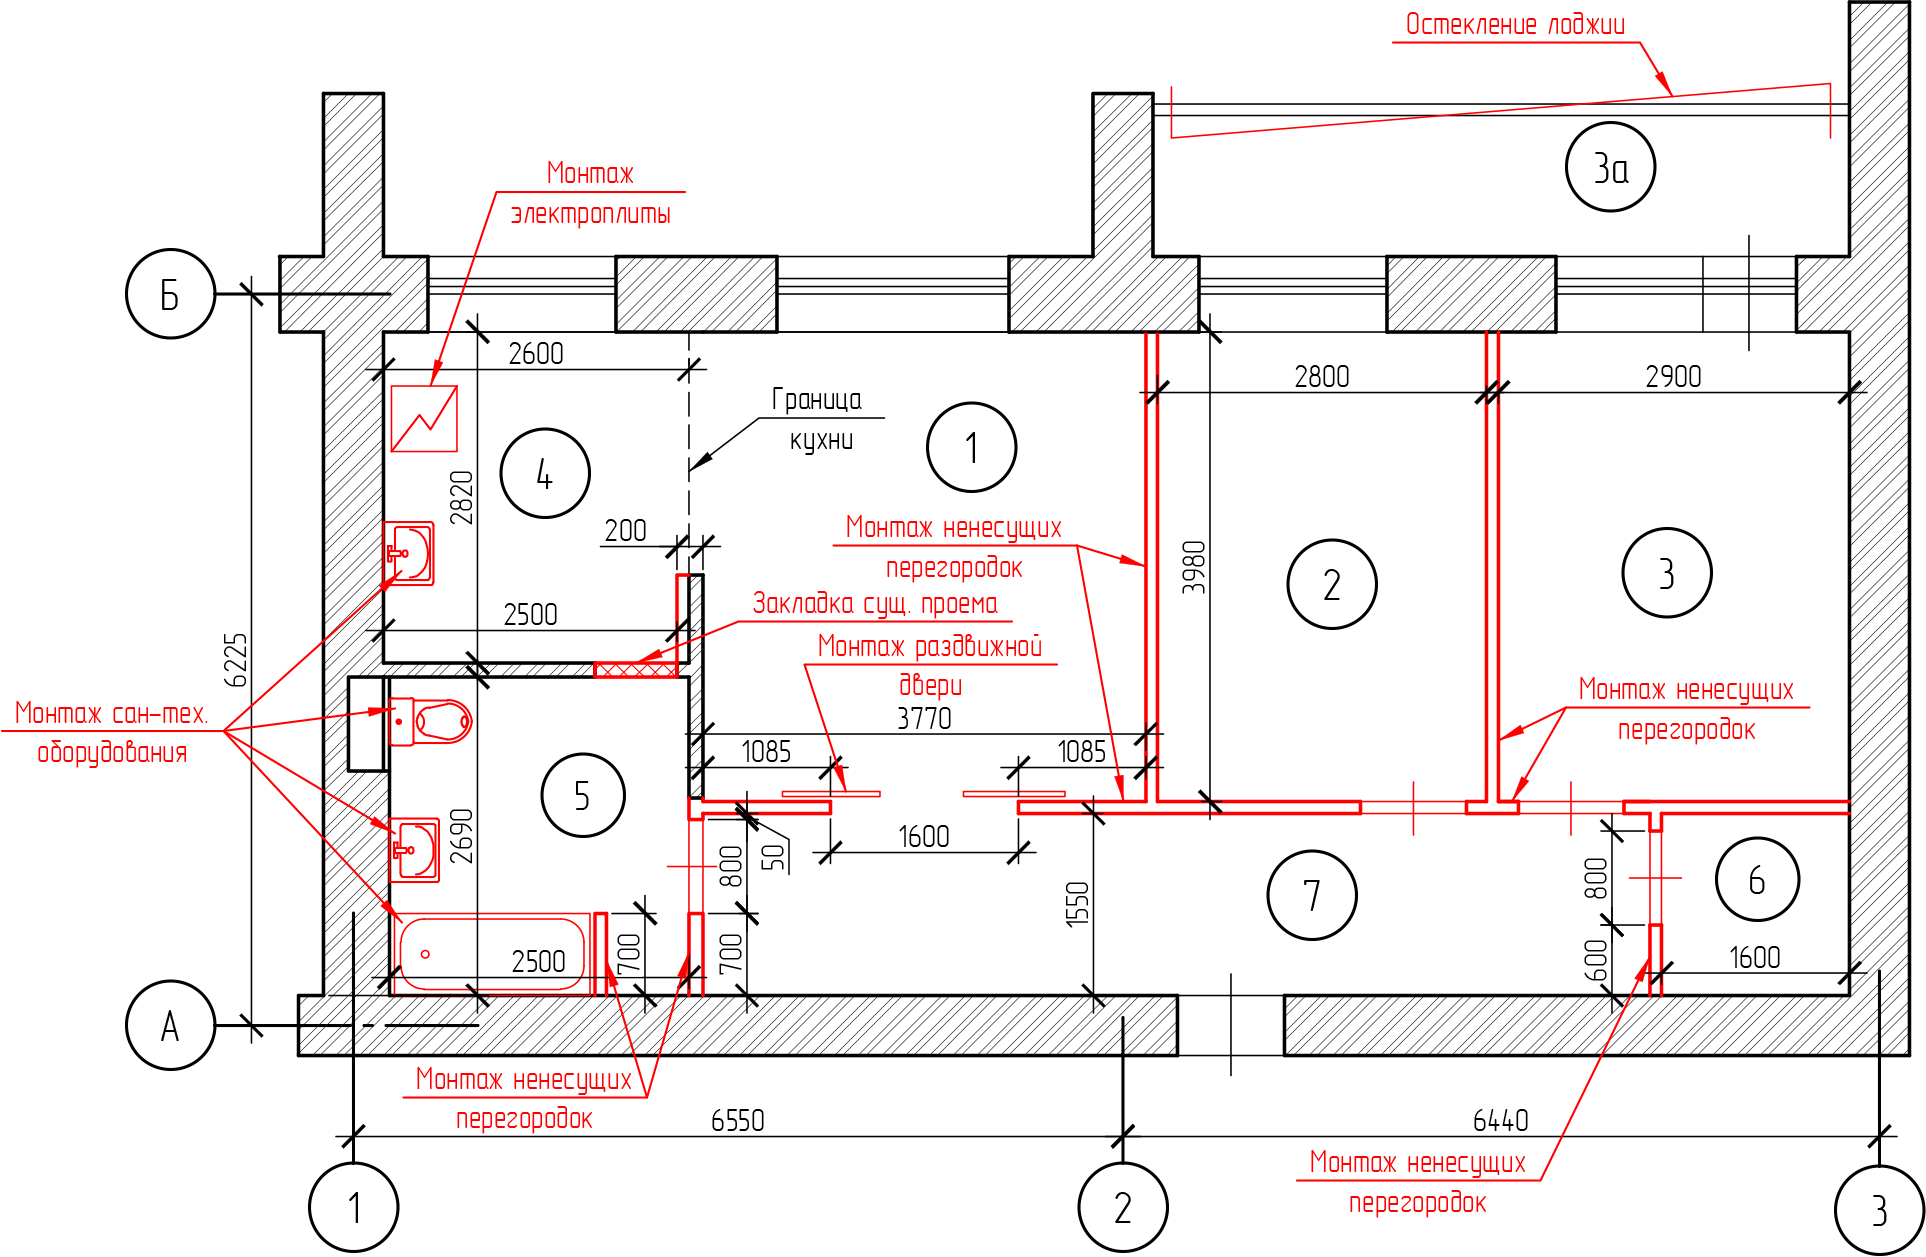 Остекление лоджии
3а
Монтаж
электроплиты
Б
2600
2800
2900
Граница
кухни
1
4
2820
200
Монтаж ненесущих
перегородок
3980
2
3
2500
Закладка сущ. проема
Монтаж раздвижной
двери
6225
Монтаж сан-тех.
оборудования
Монтаж ненесущих
перегородок
3770
1085
1085
5
2690
1600
800
50
800
6
7
1550
2500
700
700
600
1600
А
Монтаж ненесущих
перегородок
6550
6440
Монтаж ненесущих
перегородок
1
2
3